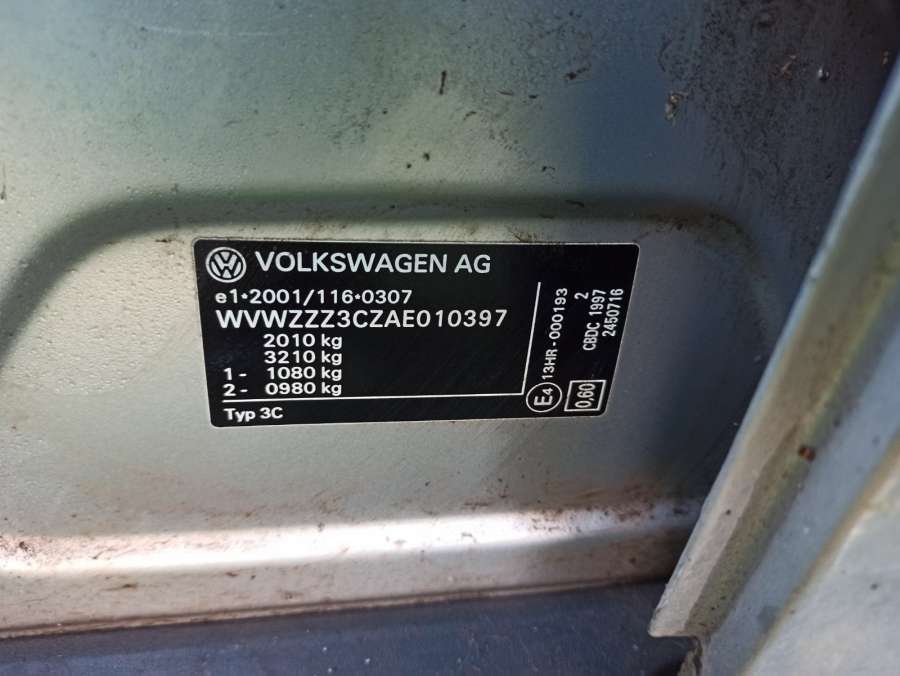 VOLKSWAGEN AG
e1•2001/116•0307
WVWZZZ3CZAE010397
2010 kg
3210 kg
1- 1080 kg
2- 0980 kg
Typ 3C
E4 13HR-000193
0,60
2
CBDC 1997
2450716